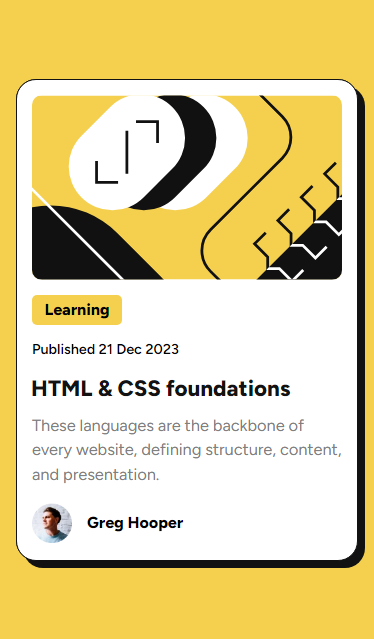 Learning
Published 21 Dec 2023
HTML & CSS foundations
These languages are the backbone of
every website, defining structure, content,
and presentation.
Greg Hooper